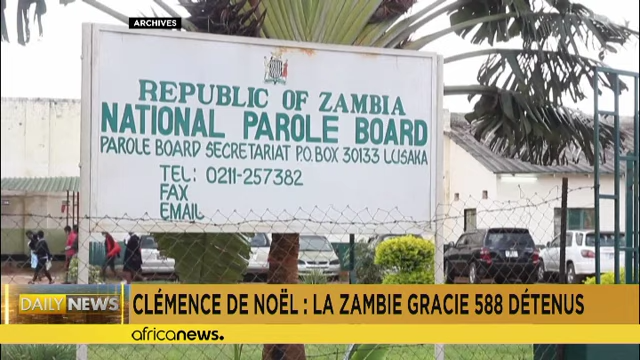 ARCHIVES
REPUBLIC OF ZAMBIA
NATIONAL PAROLE BOARD
PAROLE BOARD SECRETARIAT P.O. BOX 30133 LUSAKA
TEL: 0211-257382
FAX
EMAIL
DAILY NEWS
CLÉMENCE DE NOËL : LA ZAMBIE GRACIE 588 DÉTENUS
africanews.